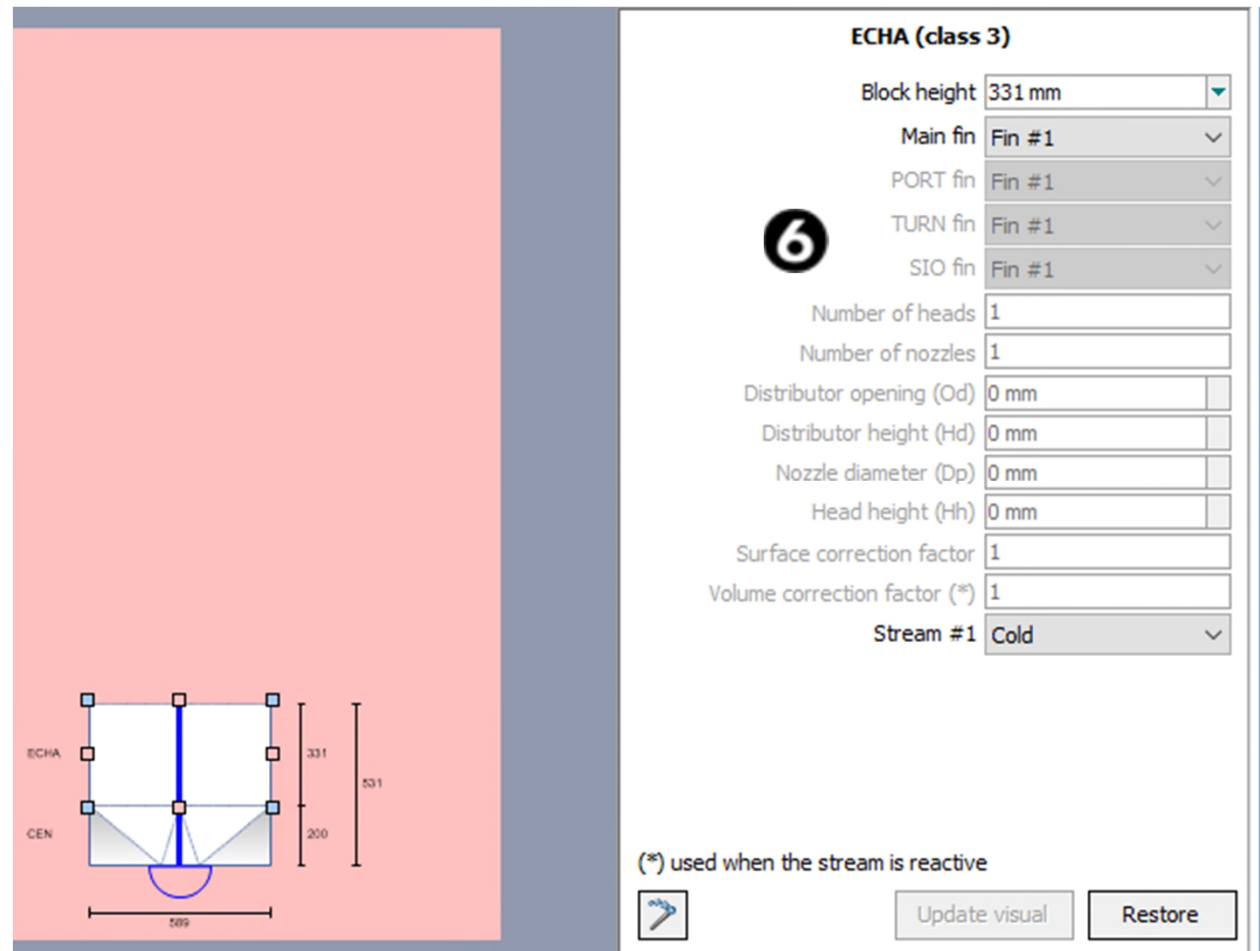 ECHA (class 3)
Block height 331 mm
Main fin Fin #1
PORT fin Fin #1
6
TURN fin Fin #1
SIO fin Fin #1
Number of heads 1
Number of nozzles 1
Distributor opening (Od) 0 mm
Distributor height (Hd) 0 mm
Nozzle diameter (Dp) 0 mm
Head height (Hh) 0 mm
Surface correction factor 1
Volume correction factor (*) 1
Stream #1 Cold
ECHA
331
531
CEN
200
589
(*) used when the stream is reactive
Update visual
Restore